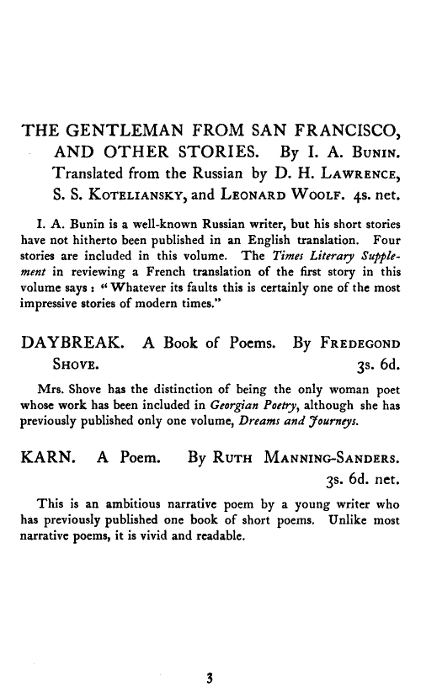 THE GENTLEMAN FROM SAN FRANCISCO,
AND OTHER STORIES. By I. A. Bunin.
Translated from the Russian by D. H. Lawrence,
S. S. Koteliansky, and Leonard Woolf. 4s. net.
I. A. Bunin is a well-known Russian writer, but his short stories
have not hitherto been published in an English translation. Four
stories are included in this volume. The Times Literary Supple-
ment in reviewing a French translation of the first story in this
volume says : “ Whatever its faults this is certainly one of the most
impressive stories of modern times.”
DAYBREAK. A Book of Poems. By Fredegond
Shove. 3s. 6d.
Mrs. Shove has the distinction of being the only woman poet
whose work has been included in Georgian Poetry, although she has
previously published only one volume, Dreams and Journeys.
KARN. A Poem. By Ruth Manning-Sanders.
3s. 6d. net.
This is an ambitious narrative poem by a young writer who
has previously published one book of short poems. Unlike most
narrative poems, it is vivid and readable.
3